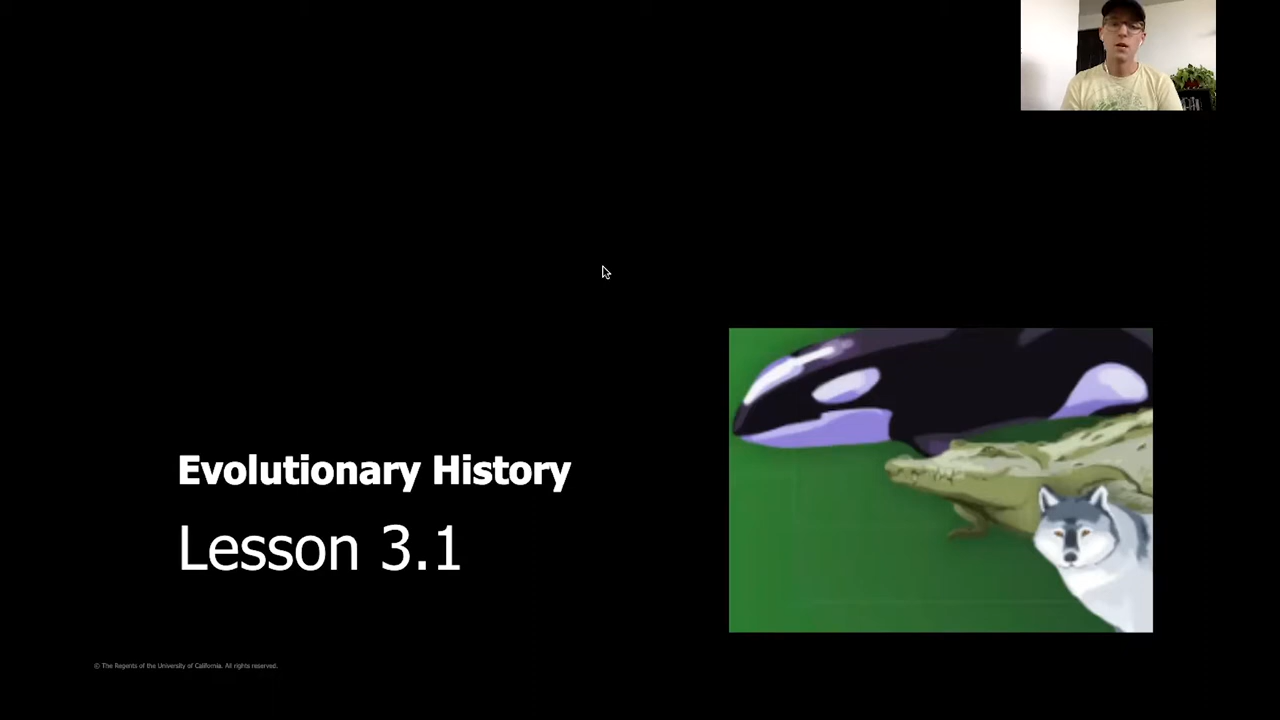 Evolutionary History
Lesson 3.1
© The Regents of the University of California. All rights reserved.